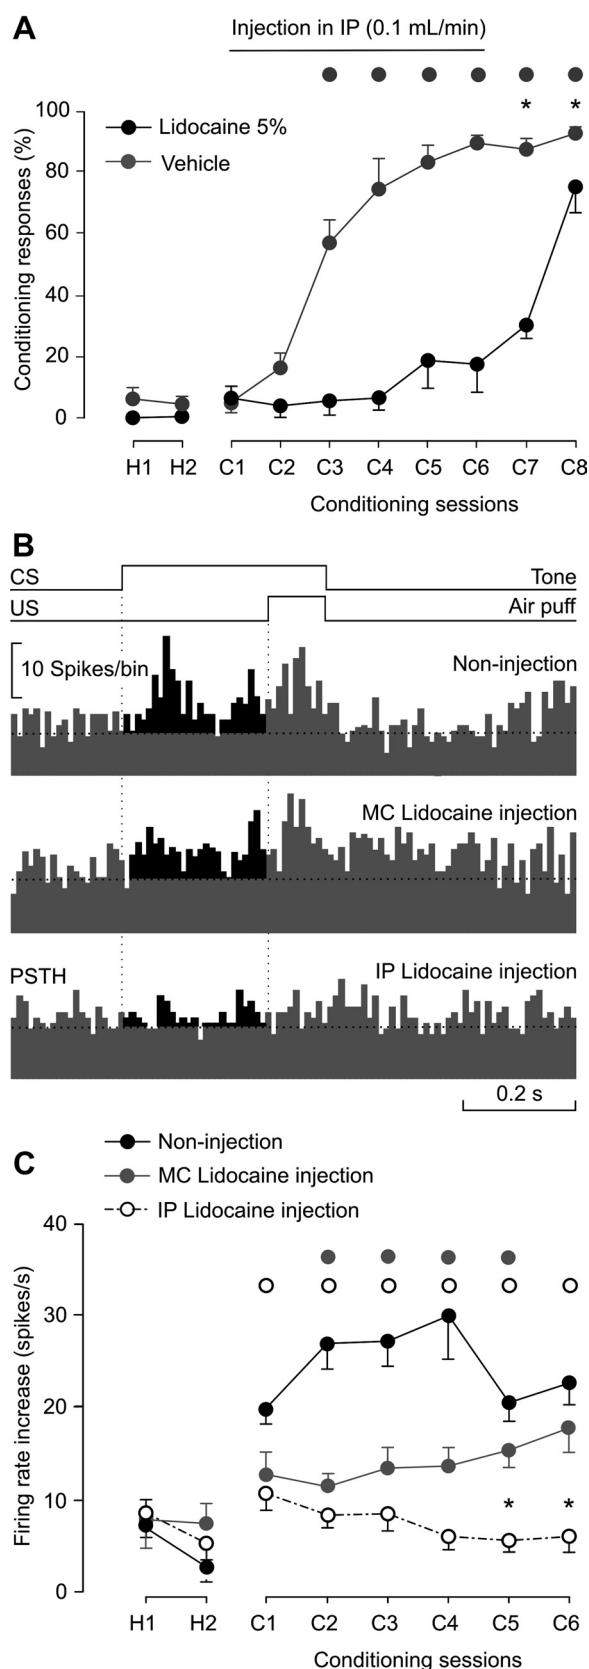 A
Injection in IP (0.1 mL/min)
* *
Lidocaine 5%
Vehicle
Conditioning responses (%)
100
80
60
40
20
0
H1 H2 C1 C2 C3 C4 C5 C6 C7 C8
Conditioning sessions
B
CS Tone
US Air puff
10 Spikes/bin
Non-injection
MC Lidocaine injection
PSTH IP Lidocaine injection
0.2 s
C
Non-injection
MC Lidocaine injection
IP Lidocaine injection
Firing rate increase (spikes/s)
40
30
20
10
0
* *
H1 H2 C1 C2 C3 C4 C5 C6
Conditioning sessions